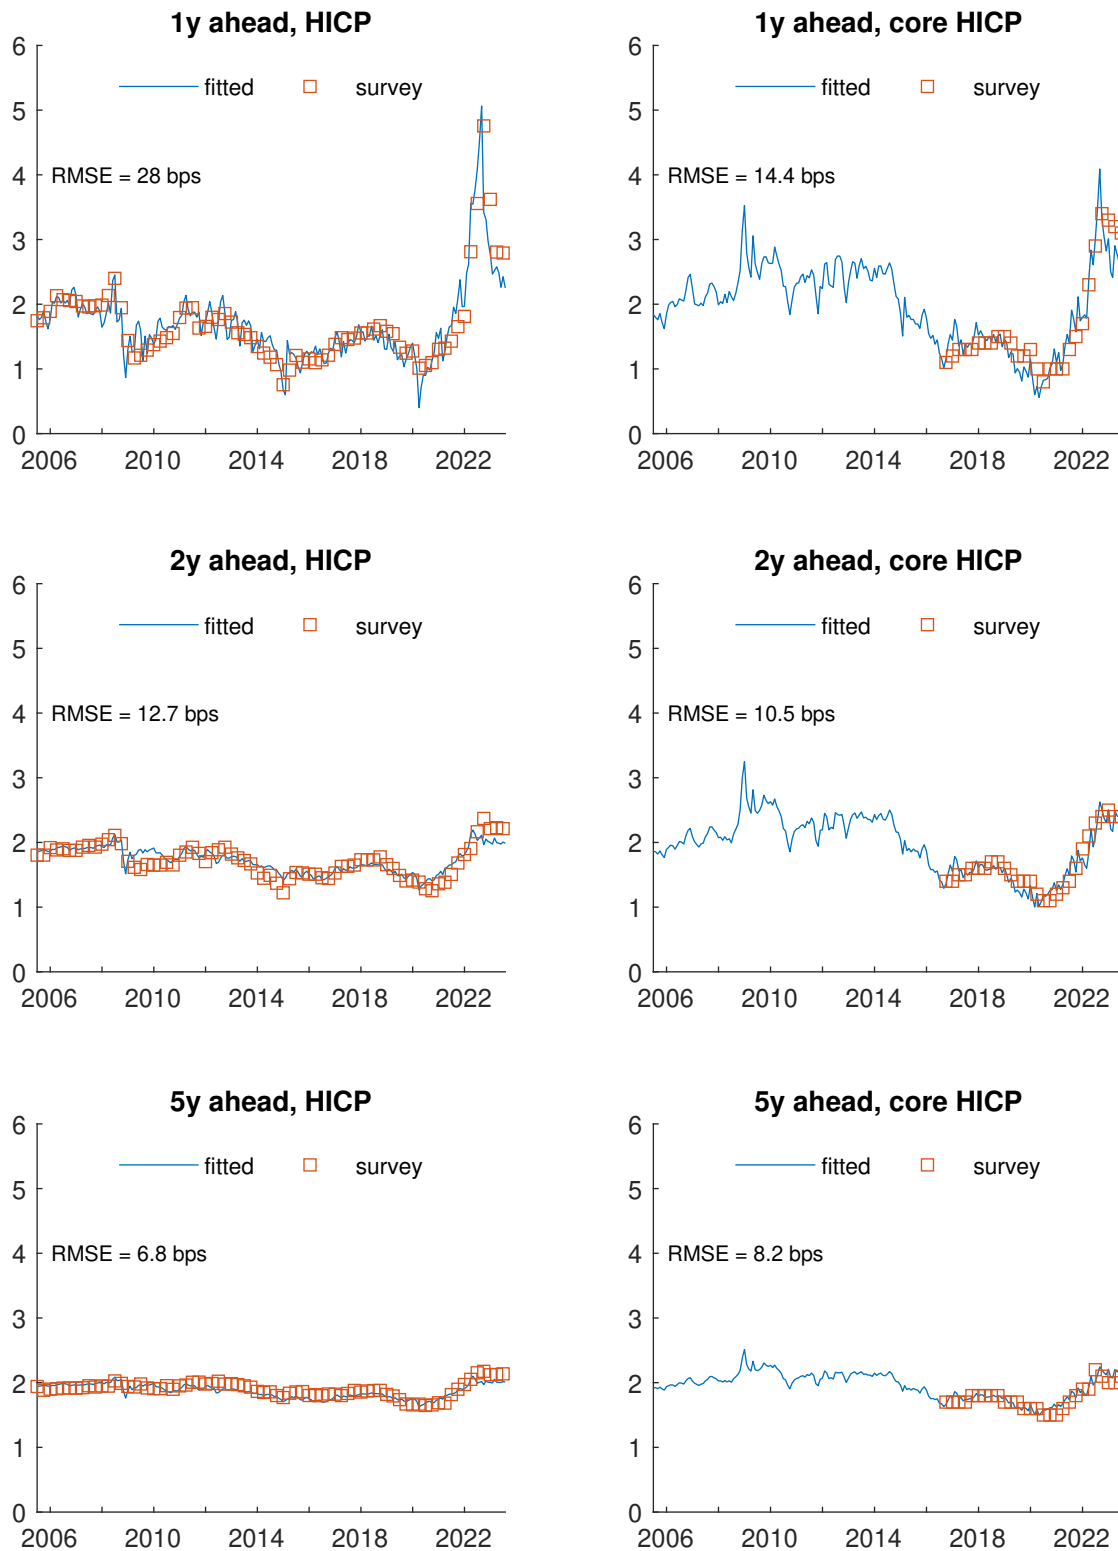 1y ahead, HICP
6
fitted survey
5
RMSE = 28 bps
4
3
2
1
0
2006 2010 2014 2018 2022
1y ahead, core HICP
6
fitted survey
5
RMSE = 14.4 bps
4
3
2
1
0
2006 2010 2014 2018 2022
2y ahead, HICP
6
fitted survey
5
RMSE = 12.7 bps
4
3
2
1
0
2006 2010 2014 2018 2022
2y ahead, core HICP
6
fitted survey
5
RMSE = 10.5 bps
4
3
2
1
0
2006 2010 2014 2018 2022
5y ahead, HICP
6
fitted survey
5
RMSE = 6.8 bps
4
3
2
1
0
2006 2010 2014 2018 2022
5y ahead, core HICP
6
fitted survey
5
RMSE = 8.2 bps
4
3
2
1
0
2006 2010 2014 2018 2022